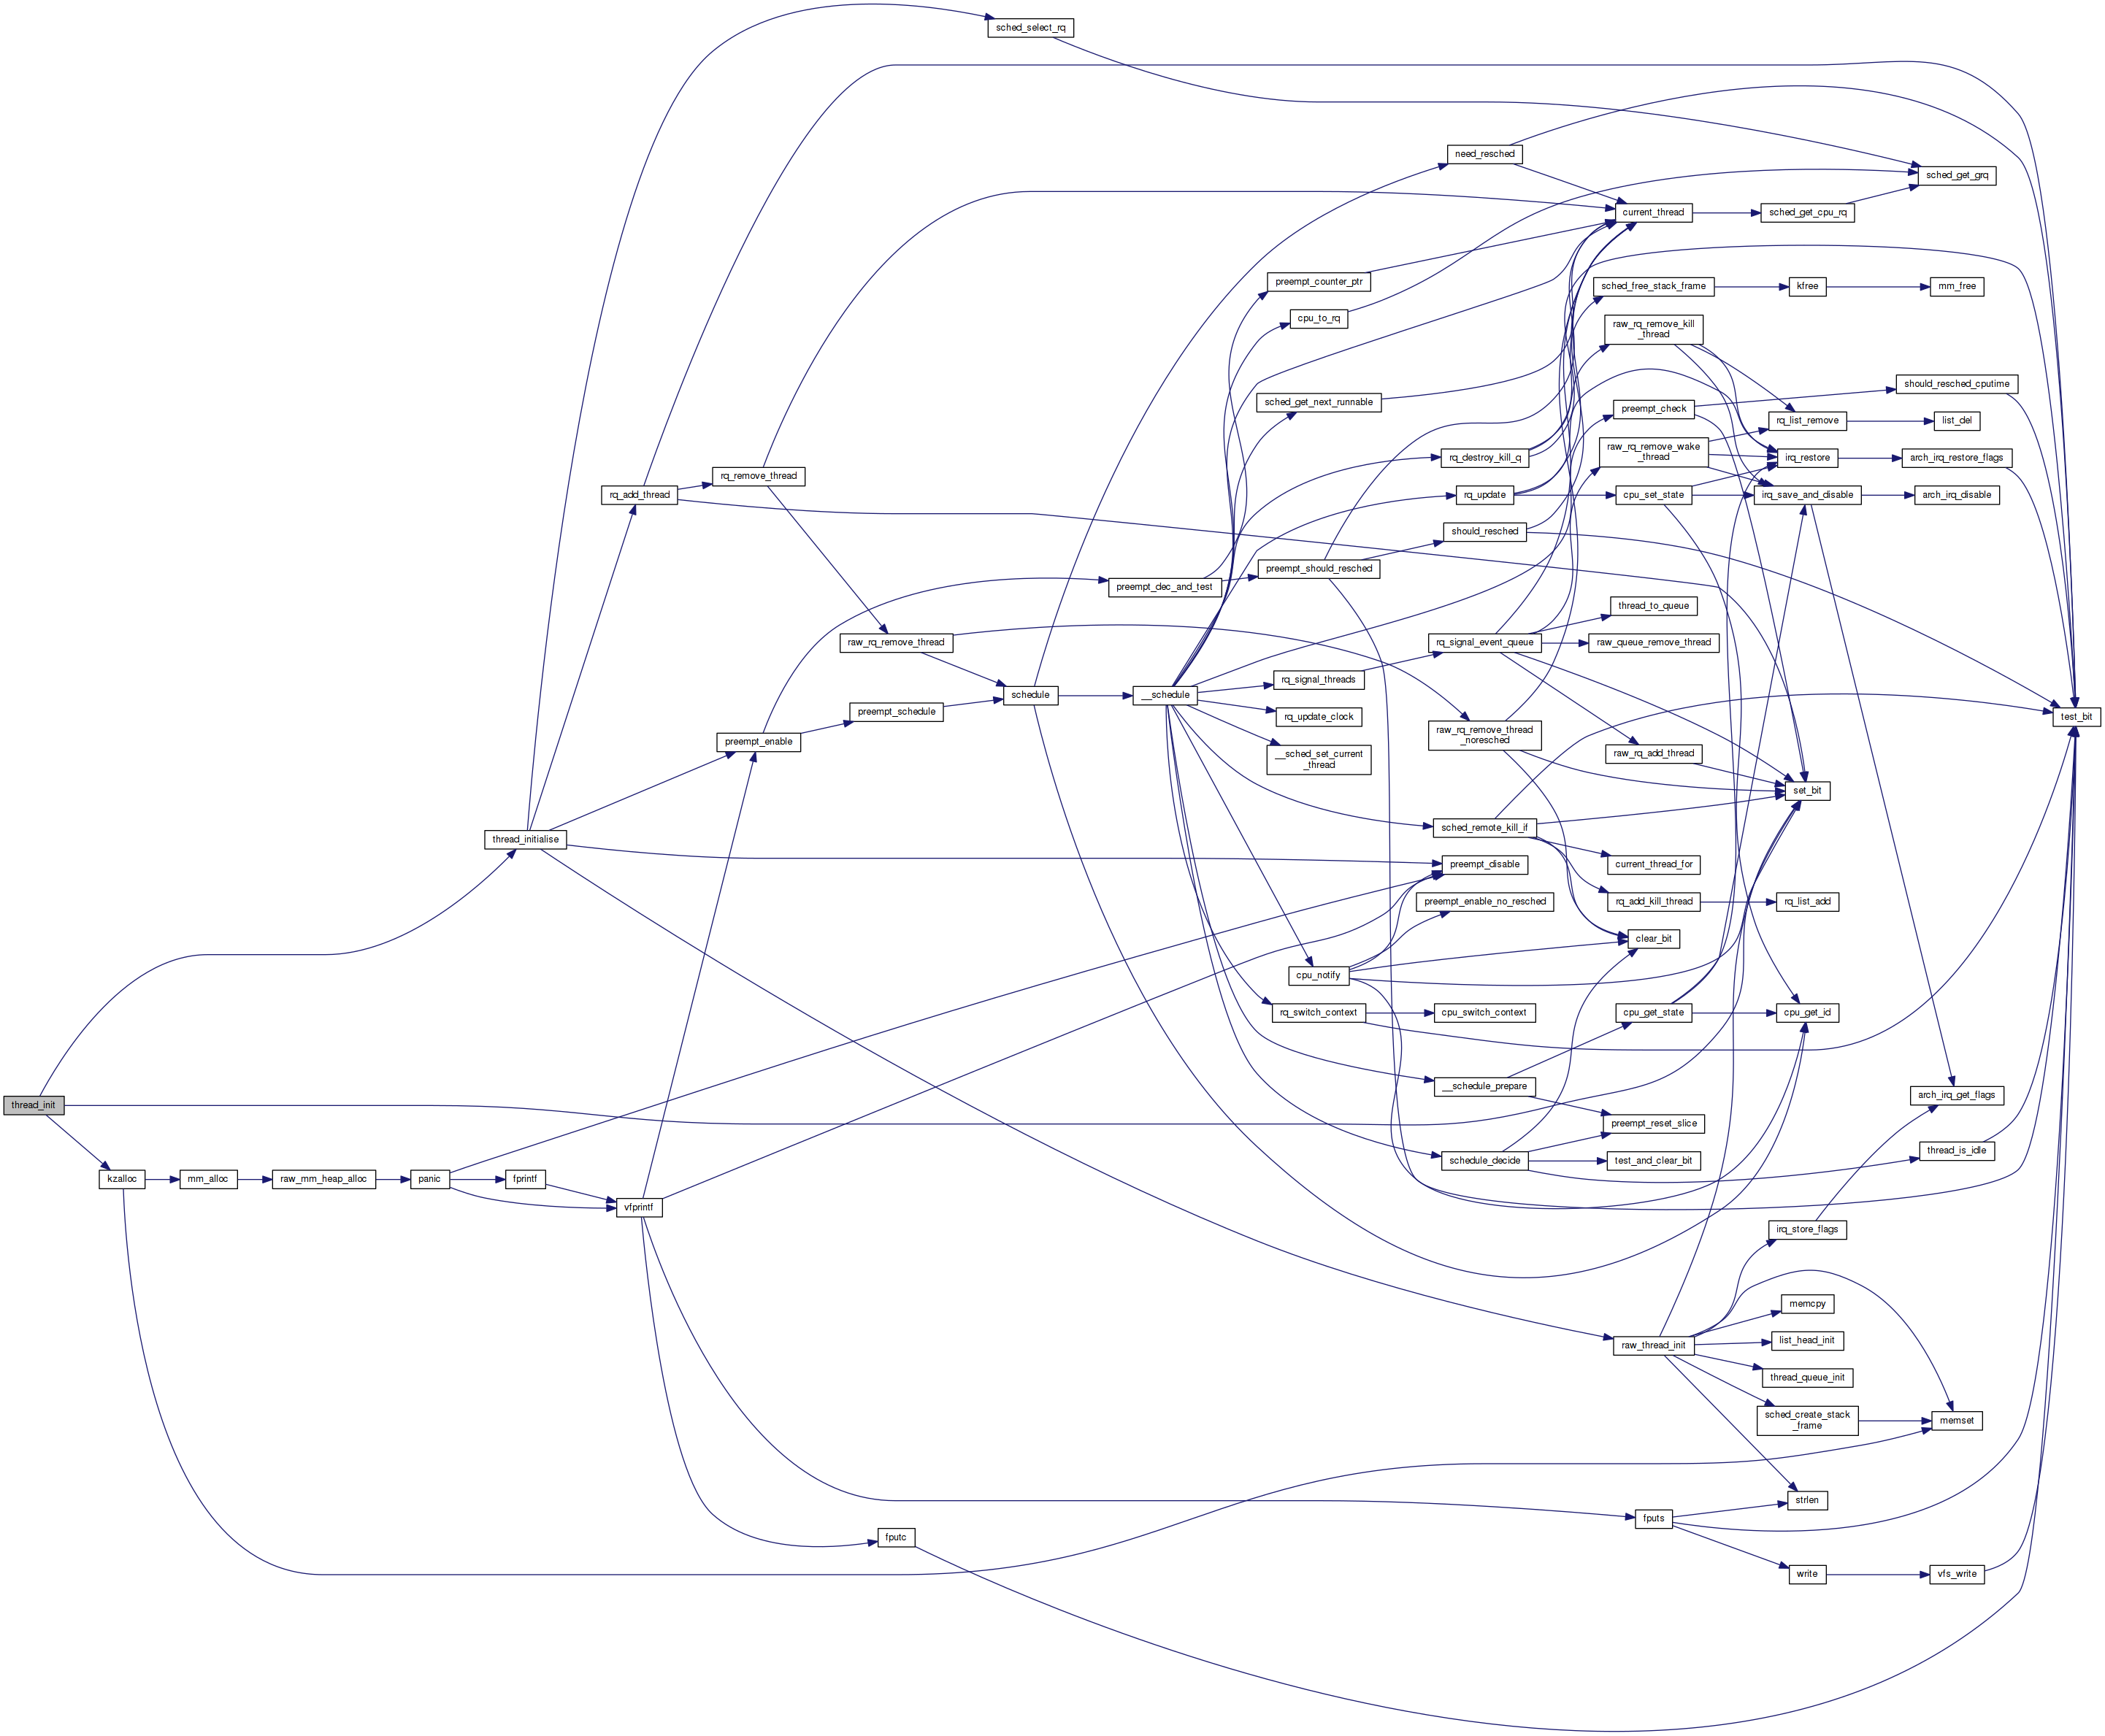 sched_select_rq
need_resched
sched_get_grq
current_thread
sched_get_cpu_rq
preempt_counter_ptr
sched_free_stack_frame
kfree
mm_free
cpu_to_rq
raw_rq_remove_kill
_thread
should_resched_cputime
sched_get_next_runnable
preempt_check
rq_list_remove
list_del
rq_destroy_kill_q
raw_rq_remove_wake
_thread
irq_restore
arch_irq_restore_flags
rq_remove_thread
rq_add_thread
rq_update
cpu_set_state
irq_save_and_disable
arch_irq_disable
should_resched
preempt_should_resched
preempt_dec_and_test
thread_to_queue
raw_rq_remove_thread
rq_signal_event_queue
raw_queue_remove_thread
rq_signal_threads
schedule
__schedule
preempt_schedule
rq_update_clock
test_bit
preempt_enable
raw_rq_remove_thread
_noresched
raw_rq_add_thread
__sched_set_current
_thread
set_bit
thread_initialise
sched_remote_kill_if
preempt_disable
current_thread_for
preempt_enable_no_resched
rq_add_kill_thread
rq_list_add
clear_bit
cpu_notify
rq_switch_context
cpu_switch_context
cpu_get_state
cpu_get_id
__schedule_prepare
arch_irq_get_flags
thread_init
preempt_reset_slice
thread_is_idle
schedule_decide
test_and_clear_bit
kzalloc
mm_alloc
raw_mm_heap_alloc
panic
fprintf
vfprintf
irq_store_flags
memcpy
raw_thread_init
list_head_init
thread_queue_init
sched_create_stack
_frame
memset
strlen
fputs
fputc
write
vfs_write